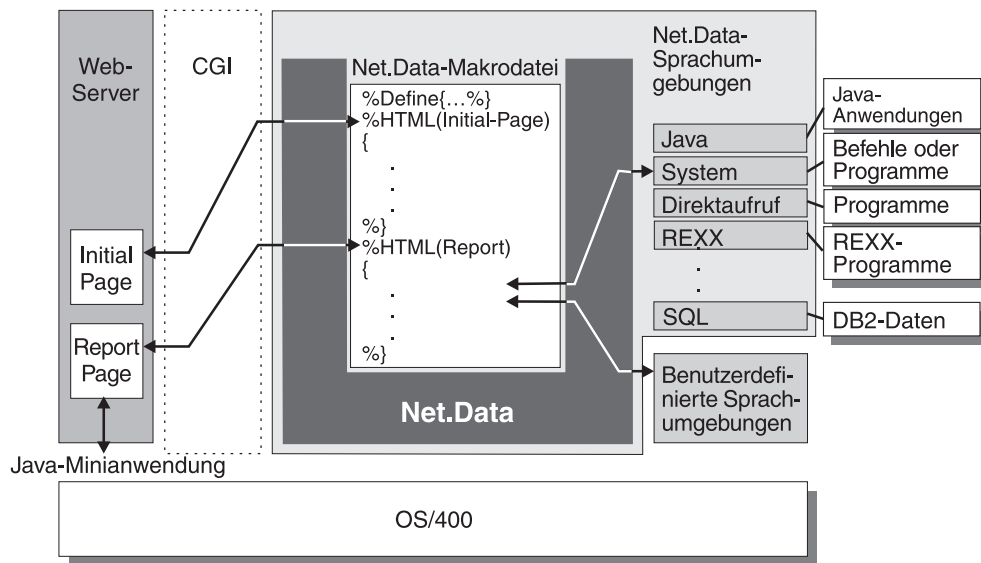 Web-
Server
Initial
Page
Report
Page
Java-Minianwendung
CGI
Net.Data-Makrodatei
%Define{...%}
%HTML(Initial-Page)
{
.
.
.
%}
%HTML(Report)
{
.
.
.
%}
Net.Data
Net.Data-
Sprachum-
gebungen
Java
System
Direktaufruf
REXX
.
.
.
SQL
Benutzerdefi-
nierte Sprach-
umgebungen
Java-
Anwendungen
Befehle oder
Programme
Programme
REXX-
Programme
DB2-Daten
OS/400